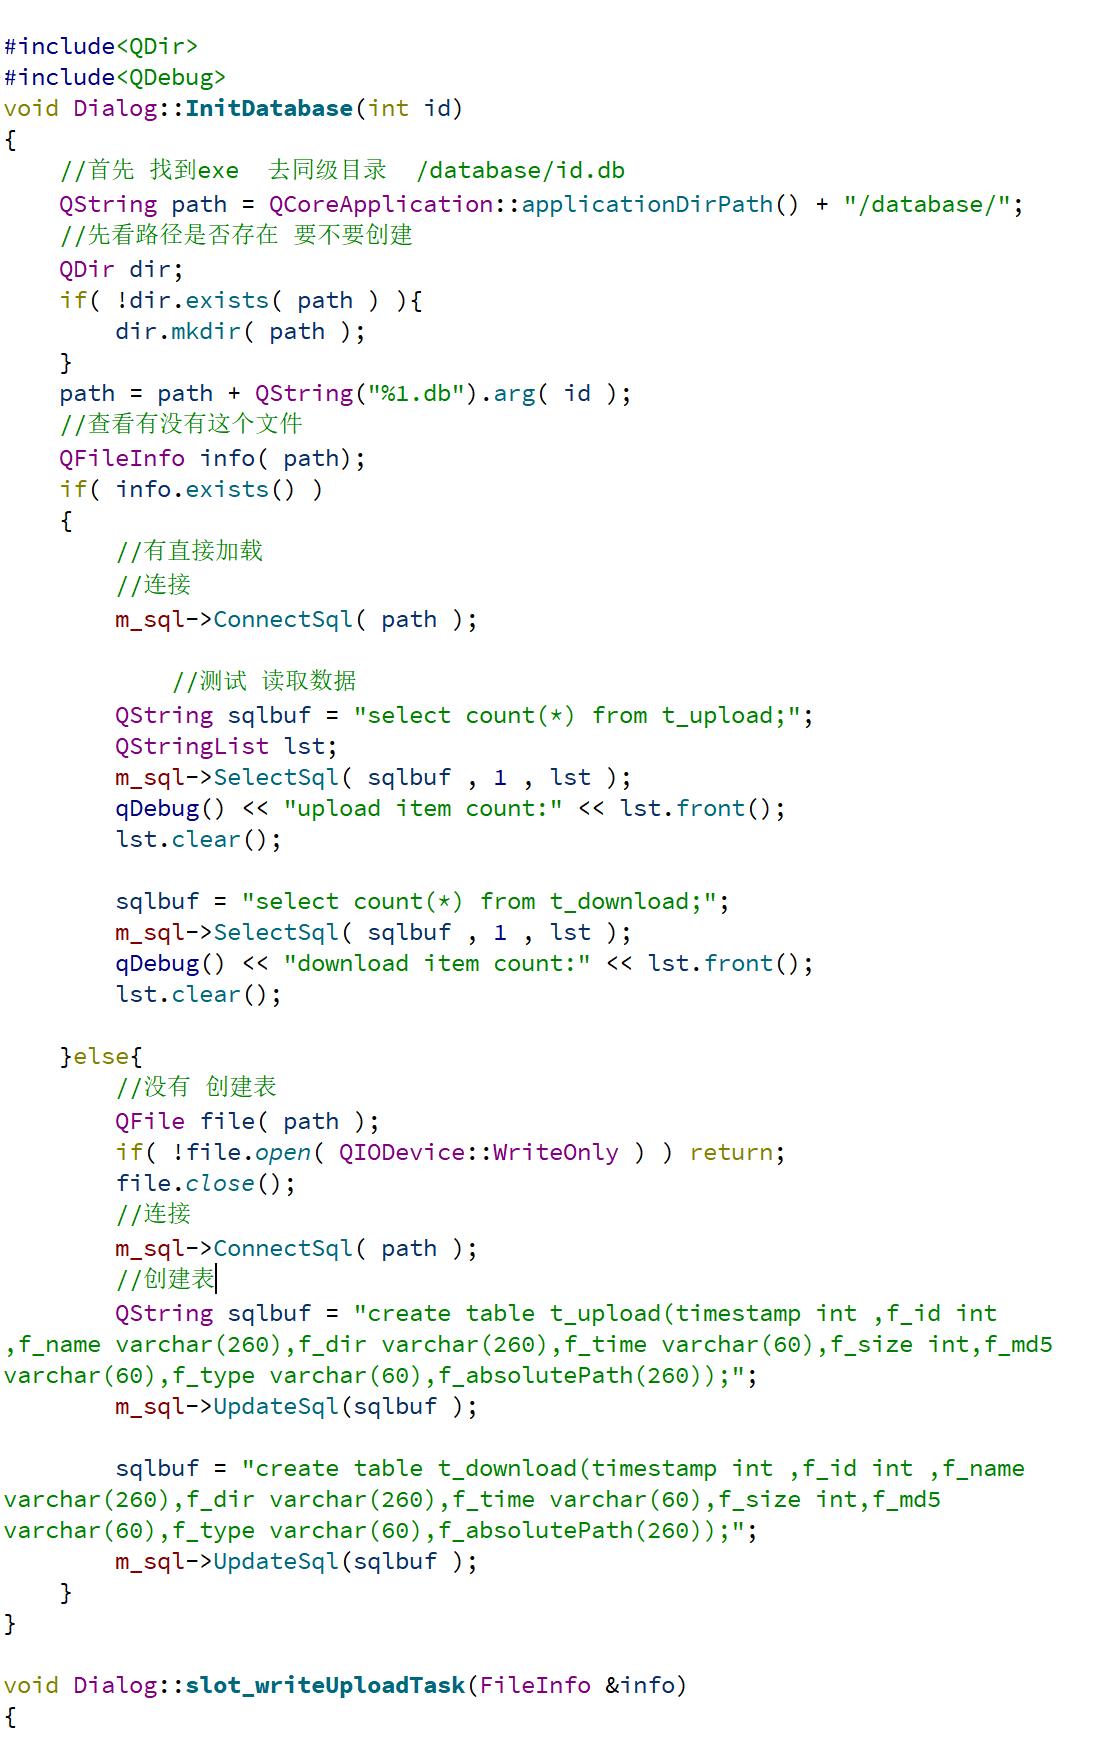 #include<QDir>
#include<QDebug>
void Dialog::InitDatabase(int id)
{
    //首先 找到exe  去同级目录  /database/id.db
    QString path = QCoreApplication::applicationDirPath() + "/database/";
    //先看路径是否存在 要不要创建
    QDir dir;
    if( !dir.exists( path ) ){
        dir.mkdir( path );
    }
    path = path + QString("%1.db").arg( id );
    //查看有没有这个文件
    QFileInfo info( path);
    if( info.exists() )
    {
        //有直接加载
        //连接
        m_sql->ConnectSql( path );
            //测试 读取数据
        QString sqlbuf = "select count(*) from t_upload;";
        QStringList lst;
        m_sql->SelectSql( sqlbuf , 1 , lst );
        qDebug() << "upload item count:" << lst.front();
        lst.clear();
        sqlbuf = "select count(*) from t_download;";
        m_sql->SelectSql( sqlbuf , 1 , lst );
        qDebug() << "download item count:" << lst.front();
        lst.clear();
    }else{
        //没有 创建表
        QFile file( path );
        if( !file.open( QIODevice::WriteOnly ) ) return;
        file.close();
        //连接
        m_sql->ConnectSql( path );
        //创建表
        QString sqlbuf = "create table t_upload(timestamp int ,f_id int
,f_name varchar(260),f_dir varchar(260),f_time varchar(60),f_size int,f_md5
varchar(60),f_type varchar(60),f_absolutePath(260));";
        m_sql->UpdateSql(sqlbuf );
        sqlbuf = "create table t_download(timestamp int ,f_id int ,f_name
varchar(260),f_dir varchar(260),f_time varchar(60),f_size int,f_md5
varchar(60),f_type varchar(60),f_absolutePath(260));";
        m_sql->UpdateSql(sqlbuf );
    }
}
void Dialog::slot_writeUploadTask(FileInfo &info)
{